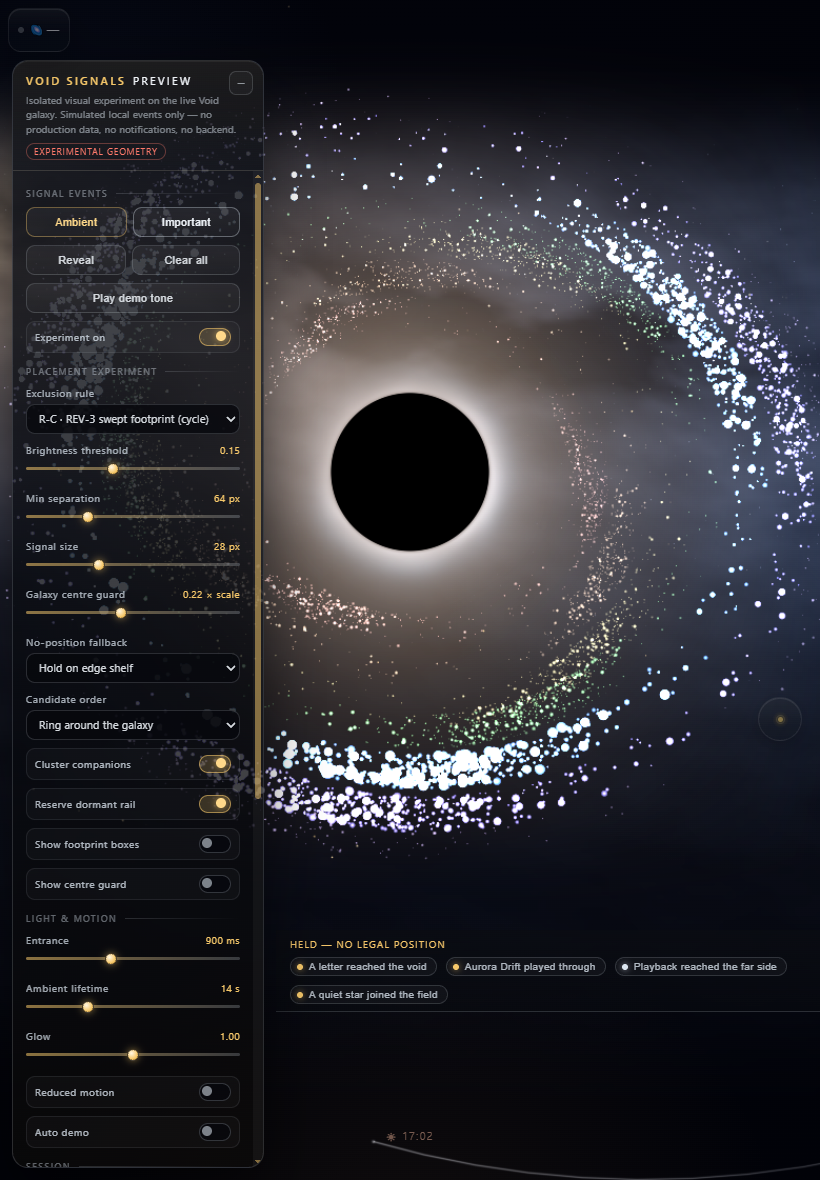 —
VOID SIGNALS PREVIEW
–
Isolated visual experiment on the live Void
galaxy. Simulated local events only — no
production data, no notifications, no backend.
EXPERIMENTAL GEOMETRY
SIGNAL EVENTS
Ambient
Important
Reveal
Clear all
Play demo tone
Experiment on
PLACEMENT EXPERIMENT
Exclusion rule
R-C · REV-3 swept footprint (cycle)
Brightness threshold 0.15
Min separation 64 px
Signal size 28 px
Galaxy centre guard 0.22 × scale
No-position fallback
Hold on edge shelf
Candidate order
Ring around the galaxy
Cluster companions
Reserve dormant rail
Show footprint boxes
Show centre guard
LIGHT & MOTION
Entrance 900 ms
Ambient lifetime 14 s
Glow 1.00
Reduced motion
Auto demo
SESSION
HELD — NO LEGAL POSITION
A letter reached the void
Aurora Drift played through
Playback reached the far side
A quiet star joined the field
17:02